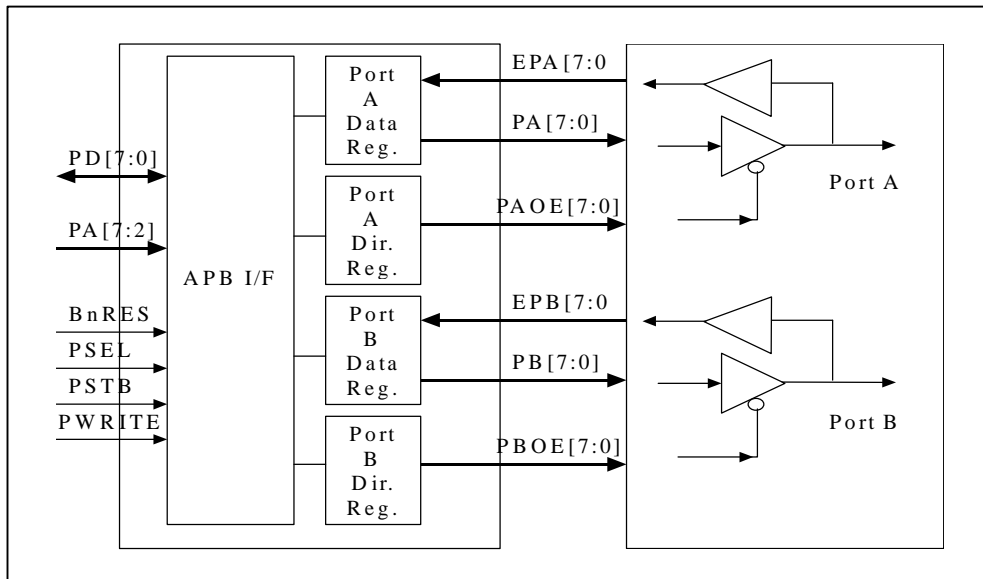 PD[7:0]
PA[7:2]
BnRES
PSEL
PSTB
PWRITE
APB I/F
Port
A
Data
Reg.
Port
A
Dir.
Reg.
Port
B
Data
Reg.
Port
B
Dir.
Reg.
EPA[7:0
PA[7:0]
PAOE[7:0]
EPB[7:0
PB[7:0]
PBOE[7:0]
Port A
Port B